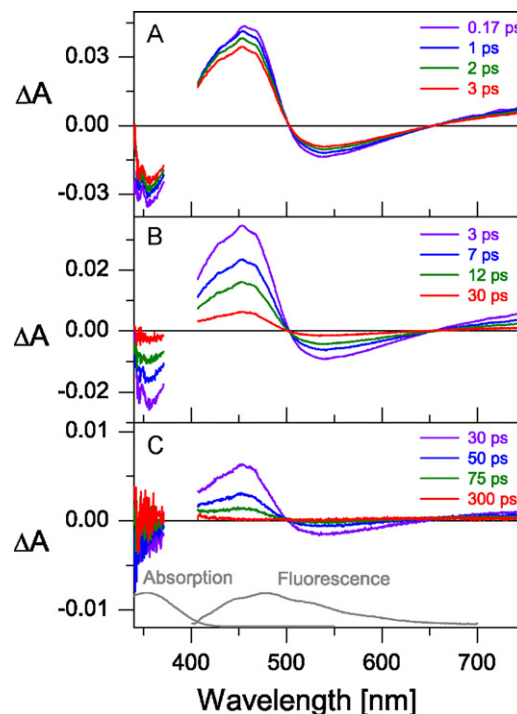 A
0.17 ps
1 ps
2 ps
3 ps
0.03
0.00
-0.03
ΔA
B
3 ps
7 ps
12 ps
30 ps
0.02
0.00
-0.02
ΔA
C
30 ps
50 ps
75 ps
300 ps
0.01
0.00
-0.01
ΔA
Absorption Fluorescence
400 500 600 700
Wavelength [nm]